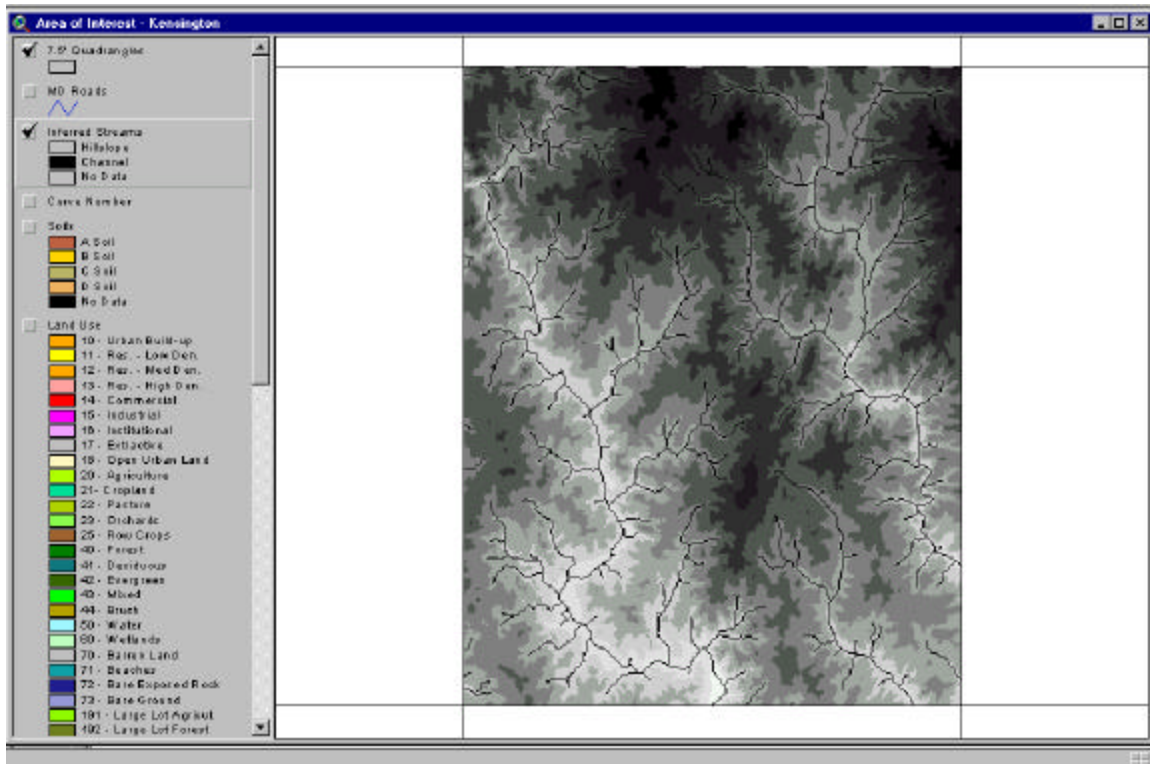 Area of Interest - Kensington
7.5' Quadrangle
MD Roads
Inferred Streams
Hillslope
Channel
No Data
Curve Number
Soils
A Soil
B Soil
C Soil
D Soil
No Data
Land Use
10 - Urban Build-up
11 - Res. - Low Den.
12 - Res. - Med Den.
13 - Res. - High Den.
14 - Commercial
15 - Industrial
16 - Institutional
17 - Extractive
18 - Open Urban Land
20 - Agriculture
21- Cropland
22 - Pasture
23 - Orchards
25 - Row Crops
40 - Forest
41 - Deciduous
42 - Evergreen
43 - Mixed
44 - Brush
50 - Water
60 - Wetlands
70 - Barren Land
71 - Beaches
72 - Bare Exposed Rock
73 - Bare Ground
191 - Large Lot Agricult.
192 - Large Lot Forest